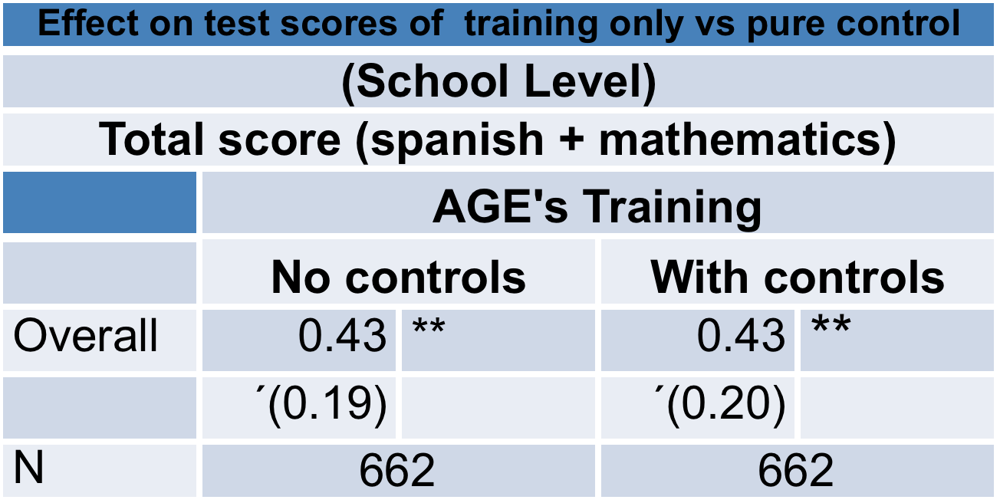 Effect on test scores of  training only vs pure control
(School Level)
Total score (spanish + mathematics)
AGE's Training
No controls With controls
Overall 0.43 ** 0.43 **
´(0.19) ´(0.20)
N 662 662